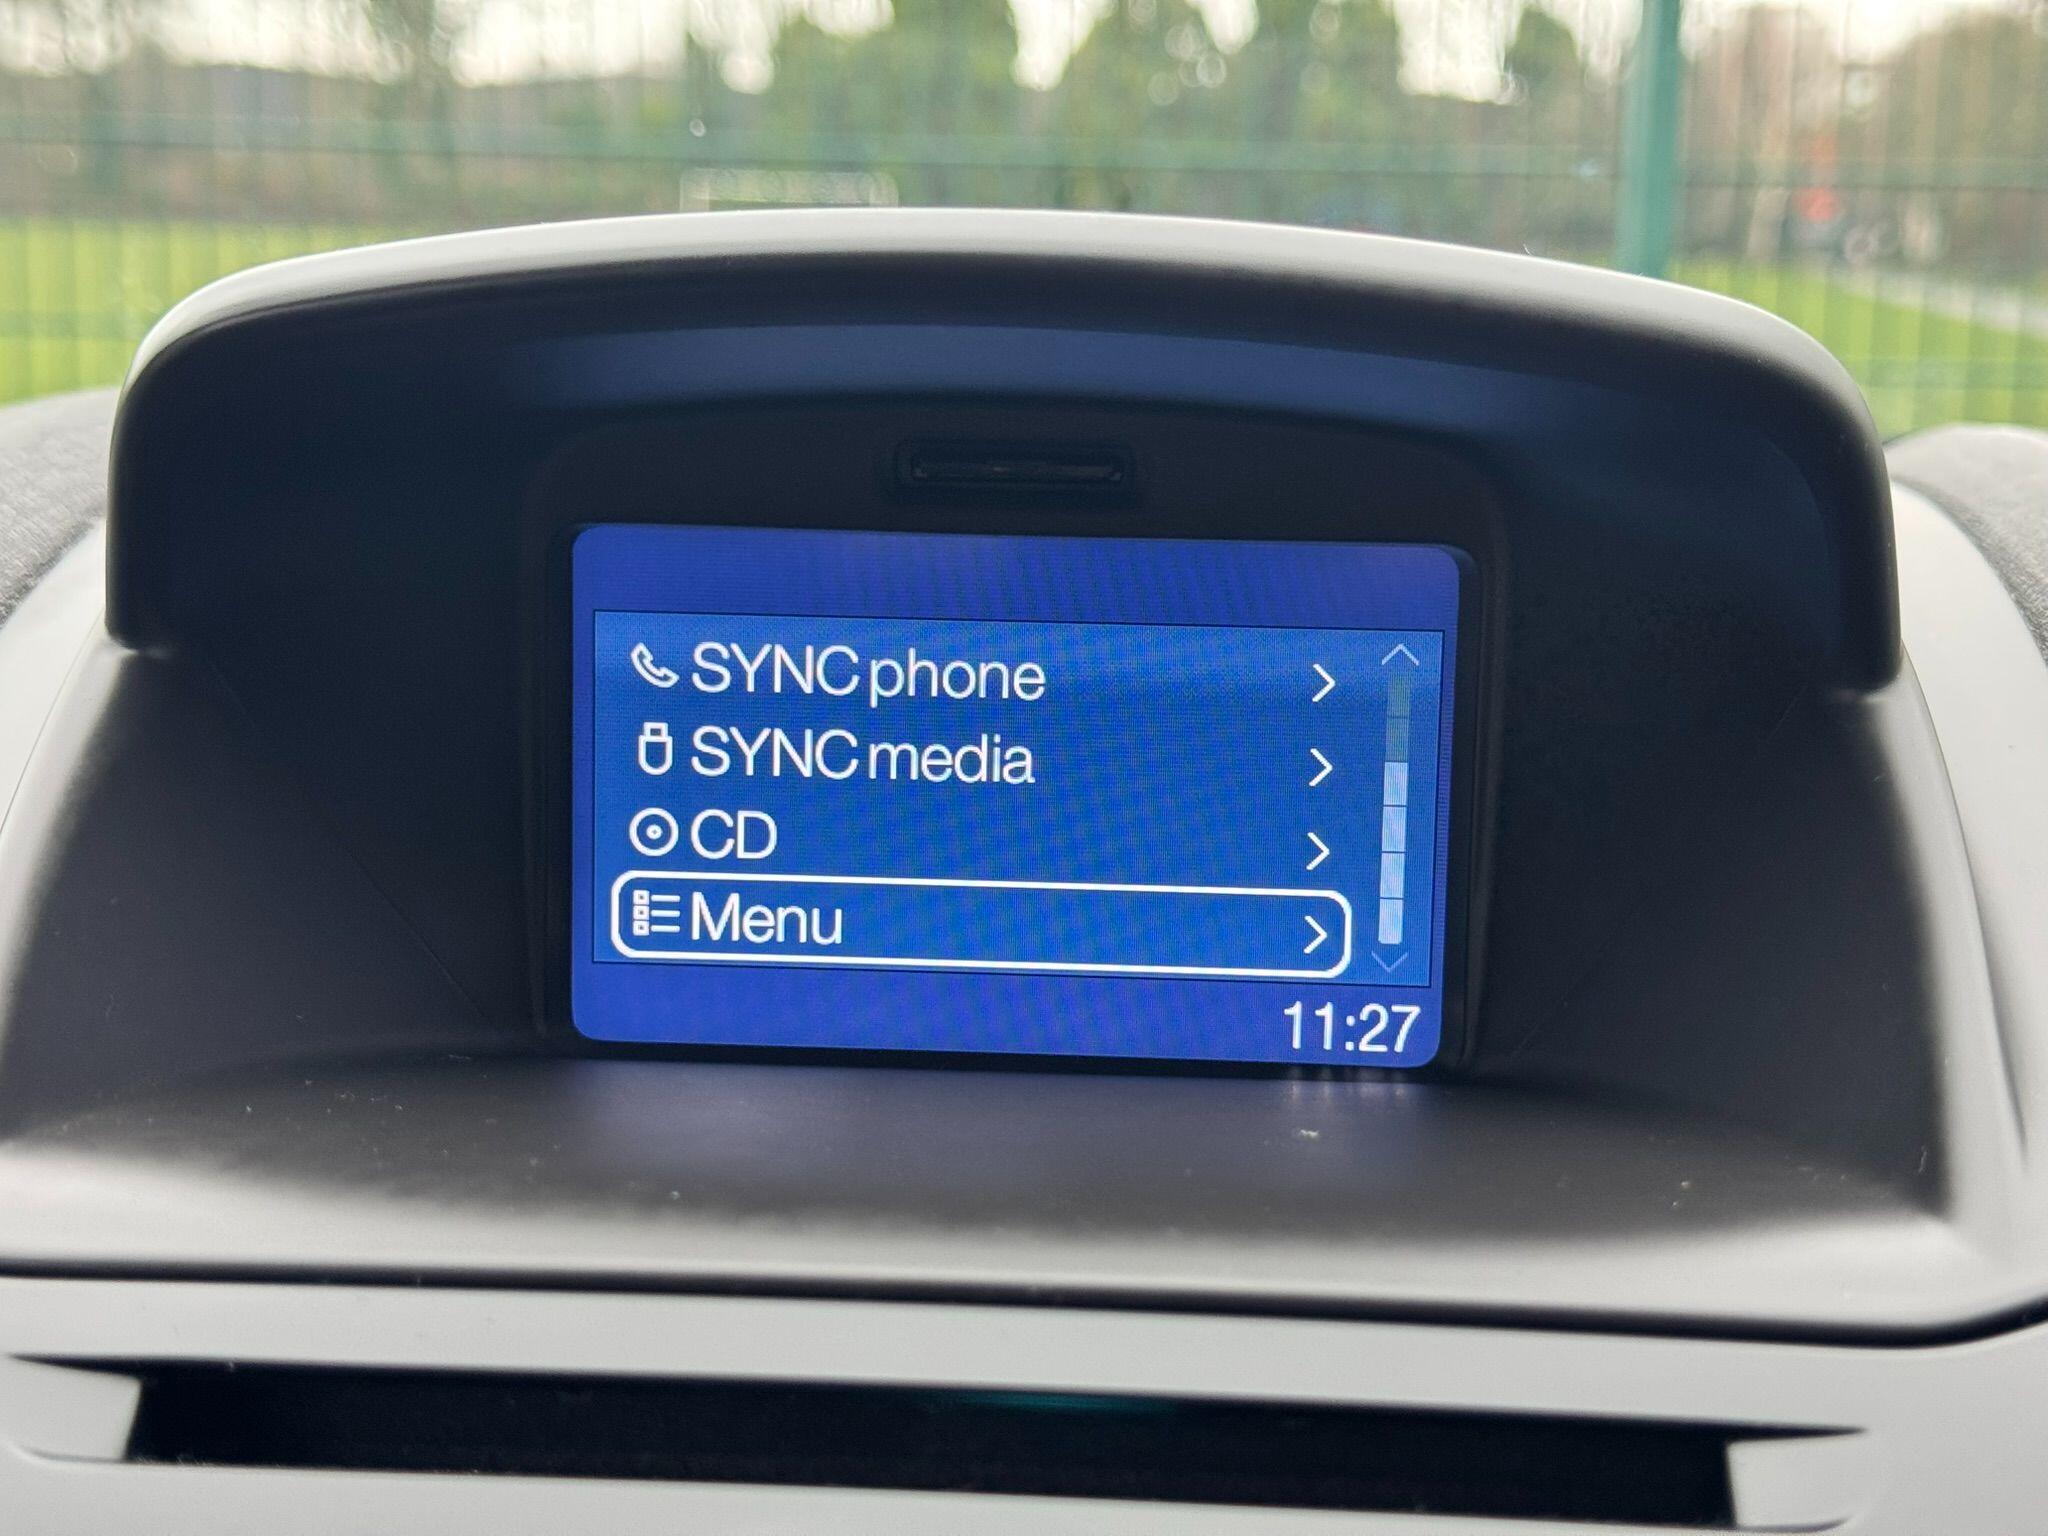 SYNC phone
SYNC media
CD
Menu
11:27